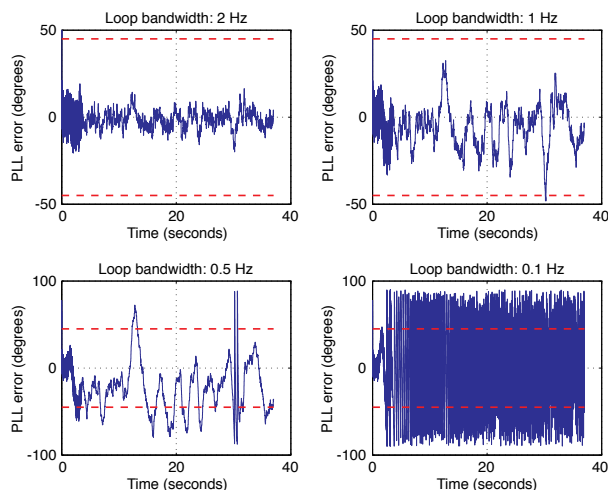 Loop bandwidth: 2 Hz
50
0
-50
PLL error (degrees)
0
20
40
Time (seconds)
Loop bandwidth: 1 Hz
50
0
-50
PLL error (degrees)
0
20
40
Time (seconds)
Loop bandwidth: 0.5 Hz
100
0
-100
PLL error (degrees)
0
20
40
Time (seconds)
Loop bandwidth: 0.1 Hz
100
0
-100
PLL error (degrees)
0
20
40
Time (seconds)